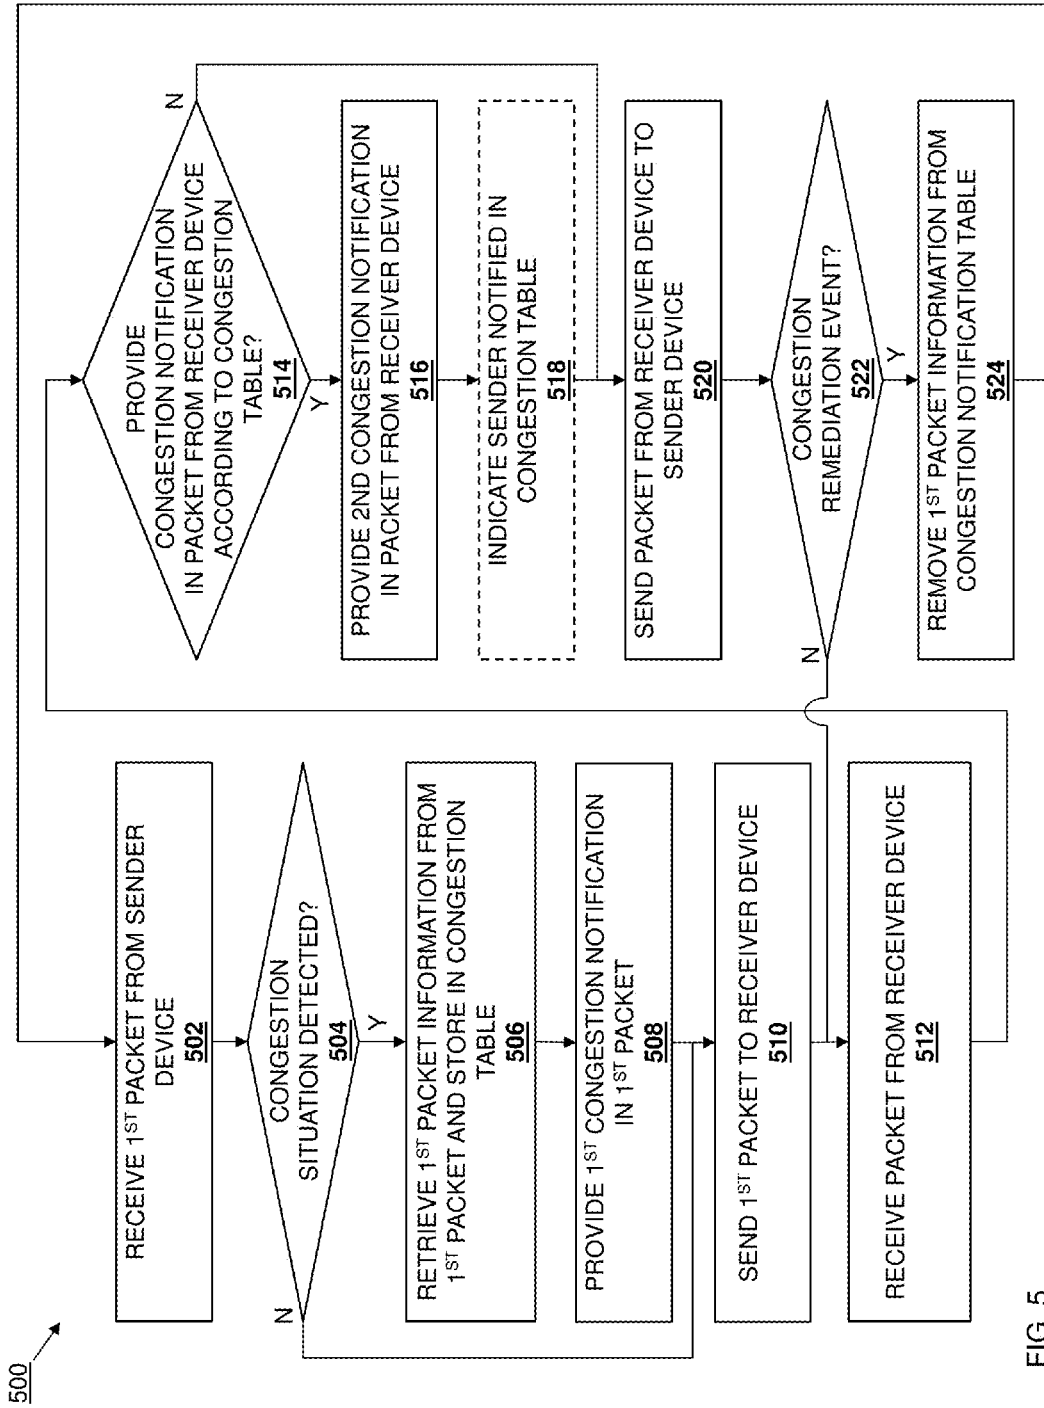 500
RECEIVE 1ST PACKET FROM SENDER
DEVICE
502
CONGESTION
SITUATION DETECTED?
504
N
Y
RETRIEVE 1ST PACKET INFORMATION FROM
1ST PACKET AND STORE IN CONGESTION
TABLE
506
PROVIDE 1ST CONGESTION NOTIFICATION
IN 1ST PACKET
508
SEND 1ST PACKET TO RECEIVER DEVICE
510
RECEIVE PACKET FROM RECEIVER DEVICE
512
PROVIDE
CONGESTION NOTIFICATION
IN PACKET FROM RECEIVER DEVICE
ACCORDING TO CONGESTION
TABLE?
514
N
Y
PROVIDE 2ND CONGESTION NOTIFICATION
IN PACKET FROM RECEIVER DEVICE
516
INDICATE SENDER NOTIFIED IN
CONGESTION TABLE
518
SEND PACKET FROM RECEIVER DEVICE TO
SENDER DEVICE
520
CONGESTION
REMEDIATION EVENT?
522
N
Y
REMOVE 1ST PACKET INFORMATION FROM
CONGESTION NOTIFICATION TABLE
524
FIG. 5